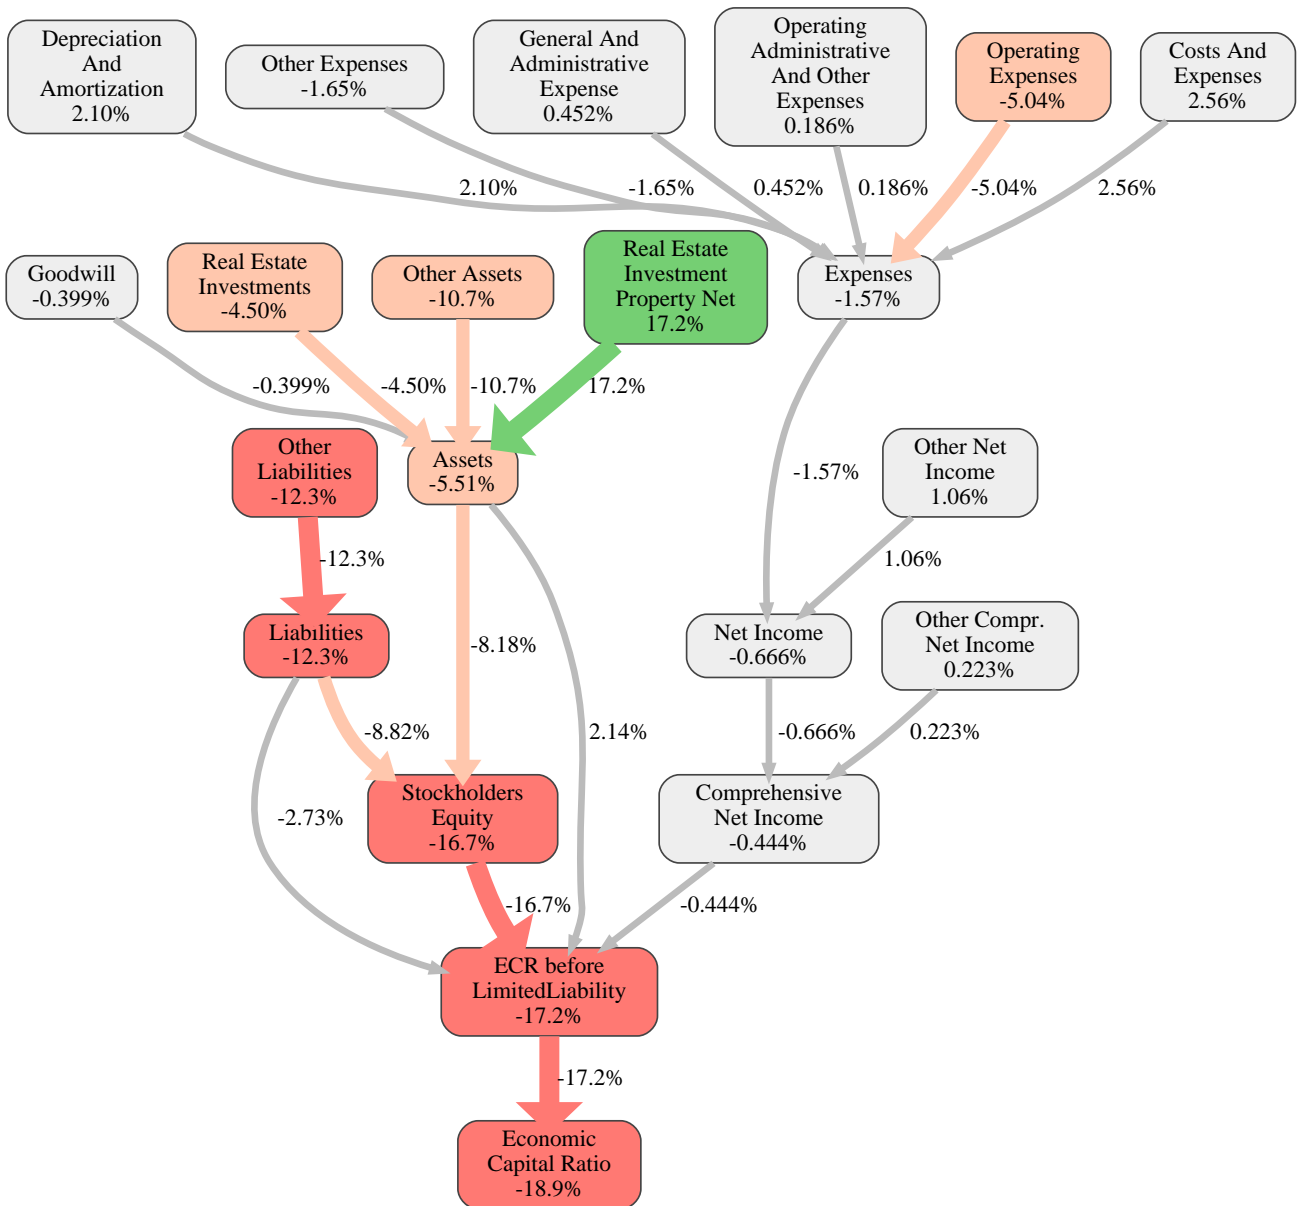 Depreciation
And
Amortization
2.10%
Other Expenses
-1.65%
General And
Administrative
Expense
0.452%
Operating
Administrative
And Other
Expenses
0.186%
Operating
Expenses
-5.04%
Costs And
Expenses
2.56%
2.10%
-1.65%
0.452%
0.186%
-5.04%
2.56%
Goodwill
-0.399%
Real Estate
Investments
-4.50%
Other Assets
-10.7%
Real Estate
Investment
Property Net
17.2%
Expenses
-1.57%
-0.399%
-4.50%
-10.7%
17.2%
Other
Liabilities
-12.3%
Assets
-5.51%
-1.57%
Other Net
Income
1.06%
-12.3%
1.06%
Liabilities
-12.3%
-8.18%
Net Income
-0.666%
Other Compr.
Net Income
0.223%
-8.82%
2.14%
-0.666%
0.223%
-2.73%
Stockholders
Equity
-16.7%
Comprehensive
Net Income
-0.444%
-16.7%
-0.444%
ECR before
LimitedLiability
-17.2%
-17.2%
Economic
Capital Ratio
-18.9%